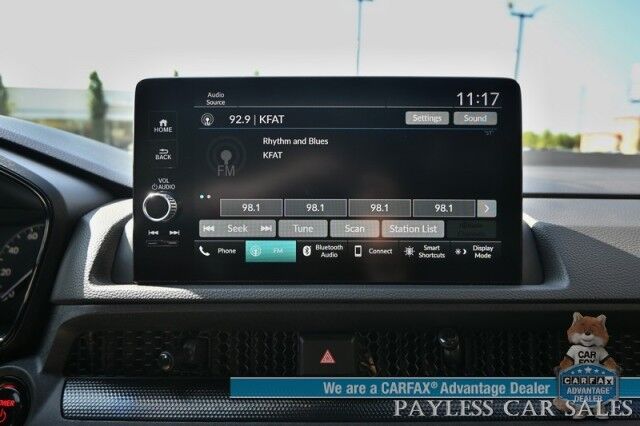 Audio
Source
11:17
HOME
92.9 | KFAT
Settings
Sound
BACK
Rhythm and Blues
KFAT
FM
VOL
AUDIO
98.1
98.1
98.1
98.1
Seek
Tune
Scan
Station List
Phone
FM
Bluetooth
Audio
Connect
Smart
Shortcuts
Display
Mode
80
60
We are a CARFAX® Advantage Dealer
CAR
FOX
CARFAX
ADVANTAGE
DEALER
PAYLESS CAR SALES